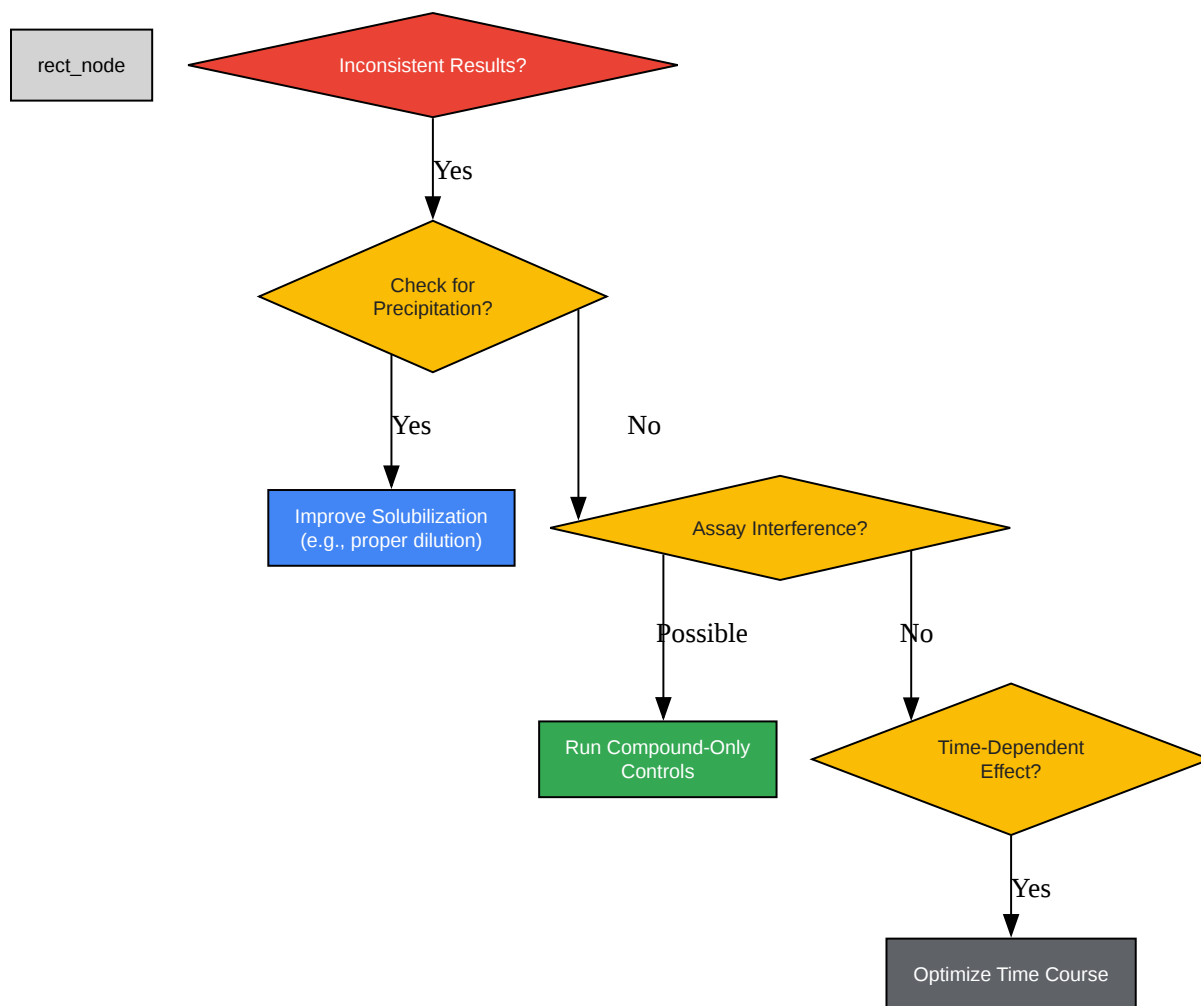 rect_node
Inconsistent Results?
Yes
Check for
Precipitation?
Yes
No
Improve Solubilization
(e.g., proper dilution)
Assay Interference?
Possible
No
Run Compound-Only
Controls
Time-Dependent
Effect?
Yes
Optimize Time Course